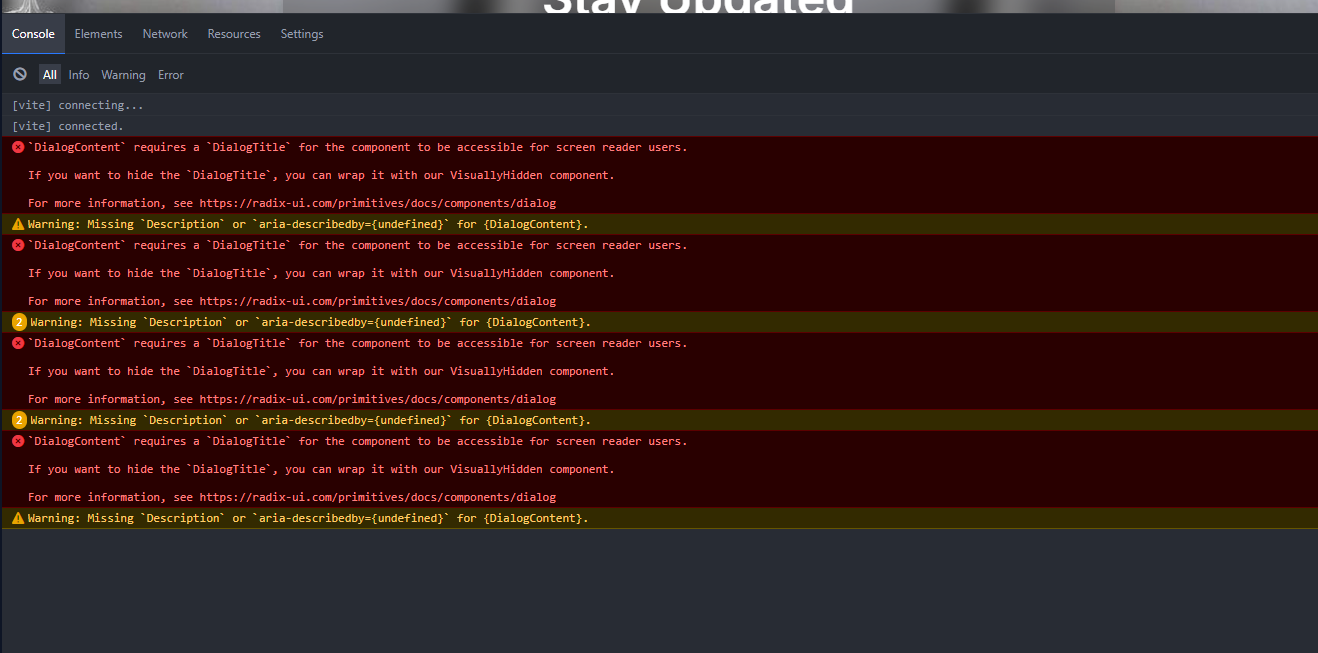 Stay Updated
Console Elements Network Resources Settings
All Info Warning Error
[vite] connecting...
[vite] connected.
`DialogContent` requires a `DialogTitle` for the component to be accessible for screen reader users.
If you want to hide the `DialogTitle`, you can wrap it with our VisuallyHidden component.
For more information, see https://radix-ui.com/primitives/docs/components/dialog
Warning: Missing `Description` or `aria-describedby={undefined}` for {DialogContent}.
`DialogContent` requires a `DialogTitle` for the component to be accessible for screen reader users.
If you want to hide the `DialogTitle`, you can wrap it with our VisuallyHidden component.
For more information, see https://radix-ui.com/primitives/docs/components/dialog
2 Warning: Missing `Description` or `aria-describedby={undefined}` for {DialogContent}.
`DialogContent` requires a `DialogTitle` for the component to be accessible for screen reader users.
If you want to hide the `DialogTitle`, you can wrap it with our VisuallyHidden component.
For more information, see https://radix-ui.com/primitives/docs/components/dialog
2 Warning: Missing `Description` or `aria-describedby={undefined}` for {DialogContent}.
`DialogContent` requires a `DialogTitle` for the component to be accessible for screen reader users.
If you want to hide the `DialogTitle`, you can wrap it with our VisuallyHidden component.
For more information, see https://radix-ui.com/primitives/docs/components/dialog
Warning: Missing `Description` or `aria-describedby={undefined}` for {DialogContent}.